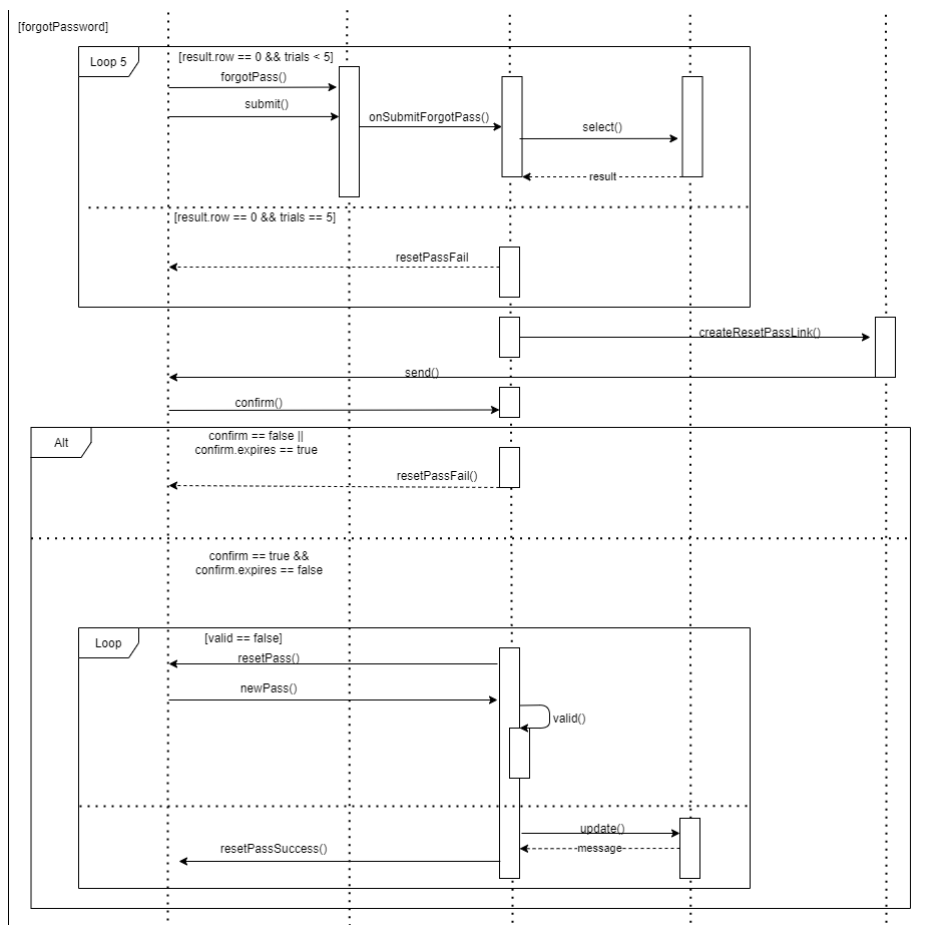 [forgotPassword]
Loop 5
[result.row == 0 && trials < 5]
forgotPass()
submit()
onSubmitForgotPass()
select()
result
[result.row == 0 && trials == 5]
resetPassFail
createResetPassLink()
send()
confirm()
Alt
confirm == false ||
confirm.expires == true
resetPassFail()
confirm == true &&
confirm.expires == false
Loop
[valid == false]
resetPass()
newPass()
valid()
update()
message
resetPassSuccess()